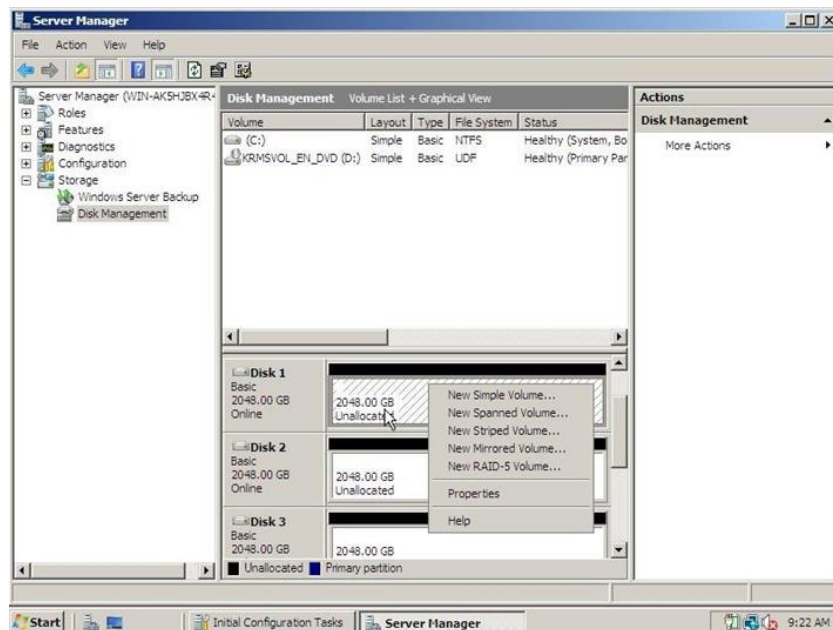 Server Manager
File Action View Help
Server Manager (WIN-AK5HJBX4R4
Roles
Features
Diagnostics
Configuration
Storage
Windows Server Backup
Disk Management
Disk Management Volume List + Graphical View
Volume Layout Type File System Status
(C:) Simple Basic NTFS Healthy (System, Bo
KRMSVOL_EN_DVD (D:) Simple Basic UDF Healthy (Primary Par
Disk 1
Basic
2048.00 GB
Online
2048.00 GB
Unallocated
New Simple Volume...
New Spanned Volume...
New Striped Volume...
New Mirrored Volume...
New RAID-5 Volume...
Properties
Help
Disk 2
Basic
2048.00 GB
Online
2048.00 GB
Unallocated
Disk 3
Basic
2048.00 GB
2048.00 GB
Unallocated Primary partition
Actions
Disk Management
More Actions
Start Initial Configuration Tasks Server Manager 9:22 AM